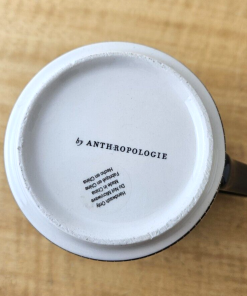 by ANTHROPOLOGIE
Handwash Only
Do Not Microwave
Made in China
Fabriqué en Chine
Hecho en China